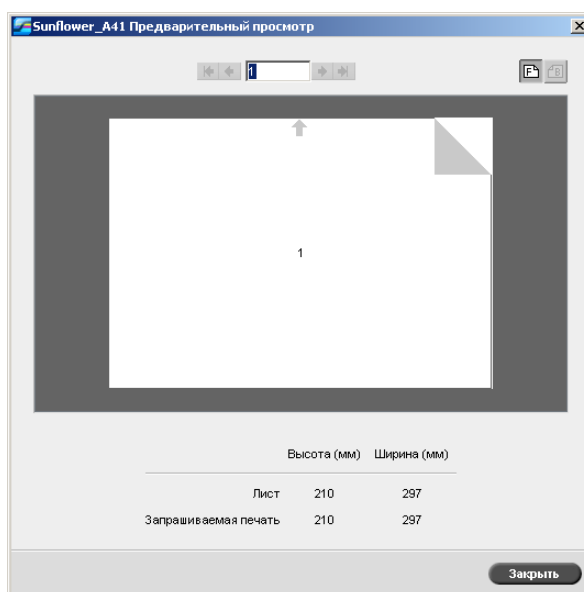 Sunflower_A41 Предварительный просмотр
1
F B
1
Высота (мм) Ширина (мм)
Лист 210 297
Запрашиваемая печать 210 297
Закрыть